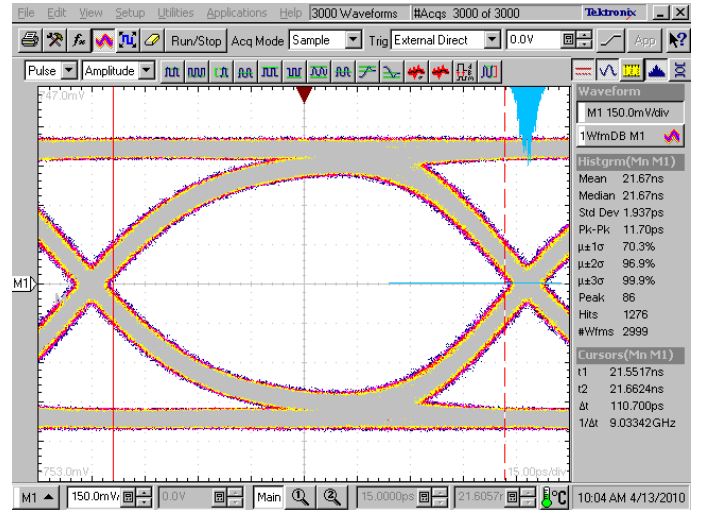 File Edit View Setup Utilities Applications Help 3000 Waveforms #Acqs 3000 of 3000 Tektronix
Run/Stop Acq Mode Sample Trig External Direct 0.0V App
Pulse Amplitude
747.0mV
Waveform
M1 150.0mV/div
1WfmDB M1
Histgrm(Mn M1)
Mean 21.67ns
Median 21.67ns
Std Dev 1.937ps
Pk-Pk 11.70ps
µ±1σ 70.3%
µ±2σ 96.9%
µ±3σ 99.9%
Peak 86
Hits 1276
#Wfms 2999
Cursors(Mn M1)
t1 21.5517ns
t2 21.6624ns
Δt 110.700ps
1/Δt 9.03342GHz
M1
-753.0mV
15.00ps/div
M1 150.0mV/ 0.0V Main 1 2 15.0000ps 21.6057r °C 10:04 AM 4/13/2010